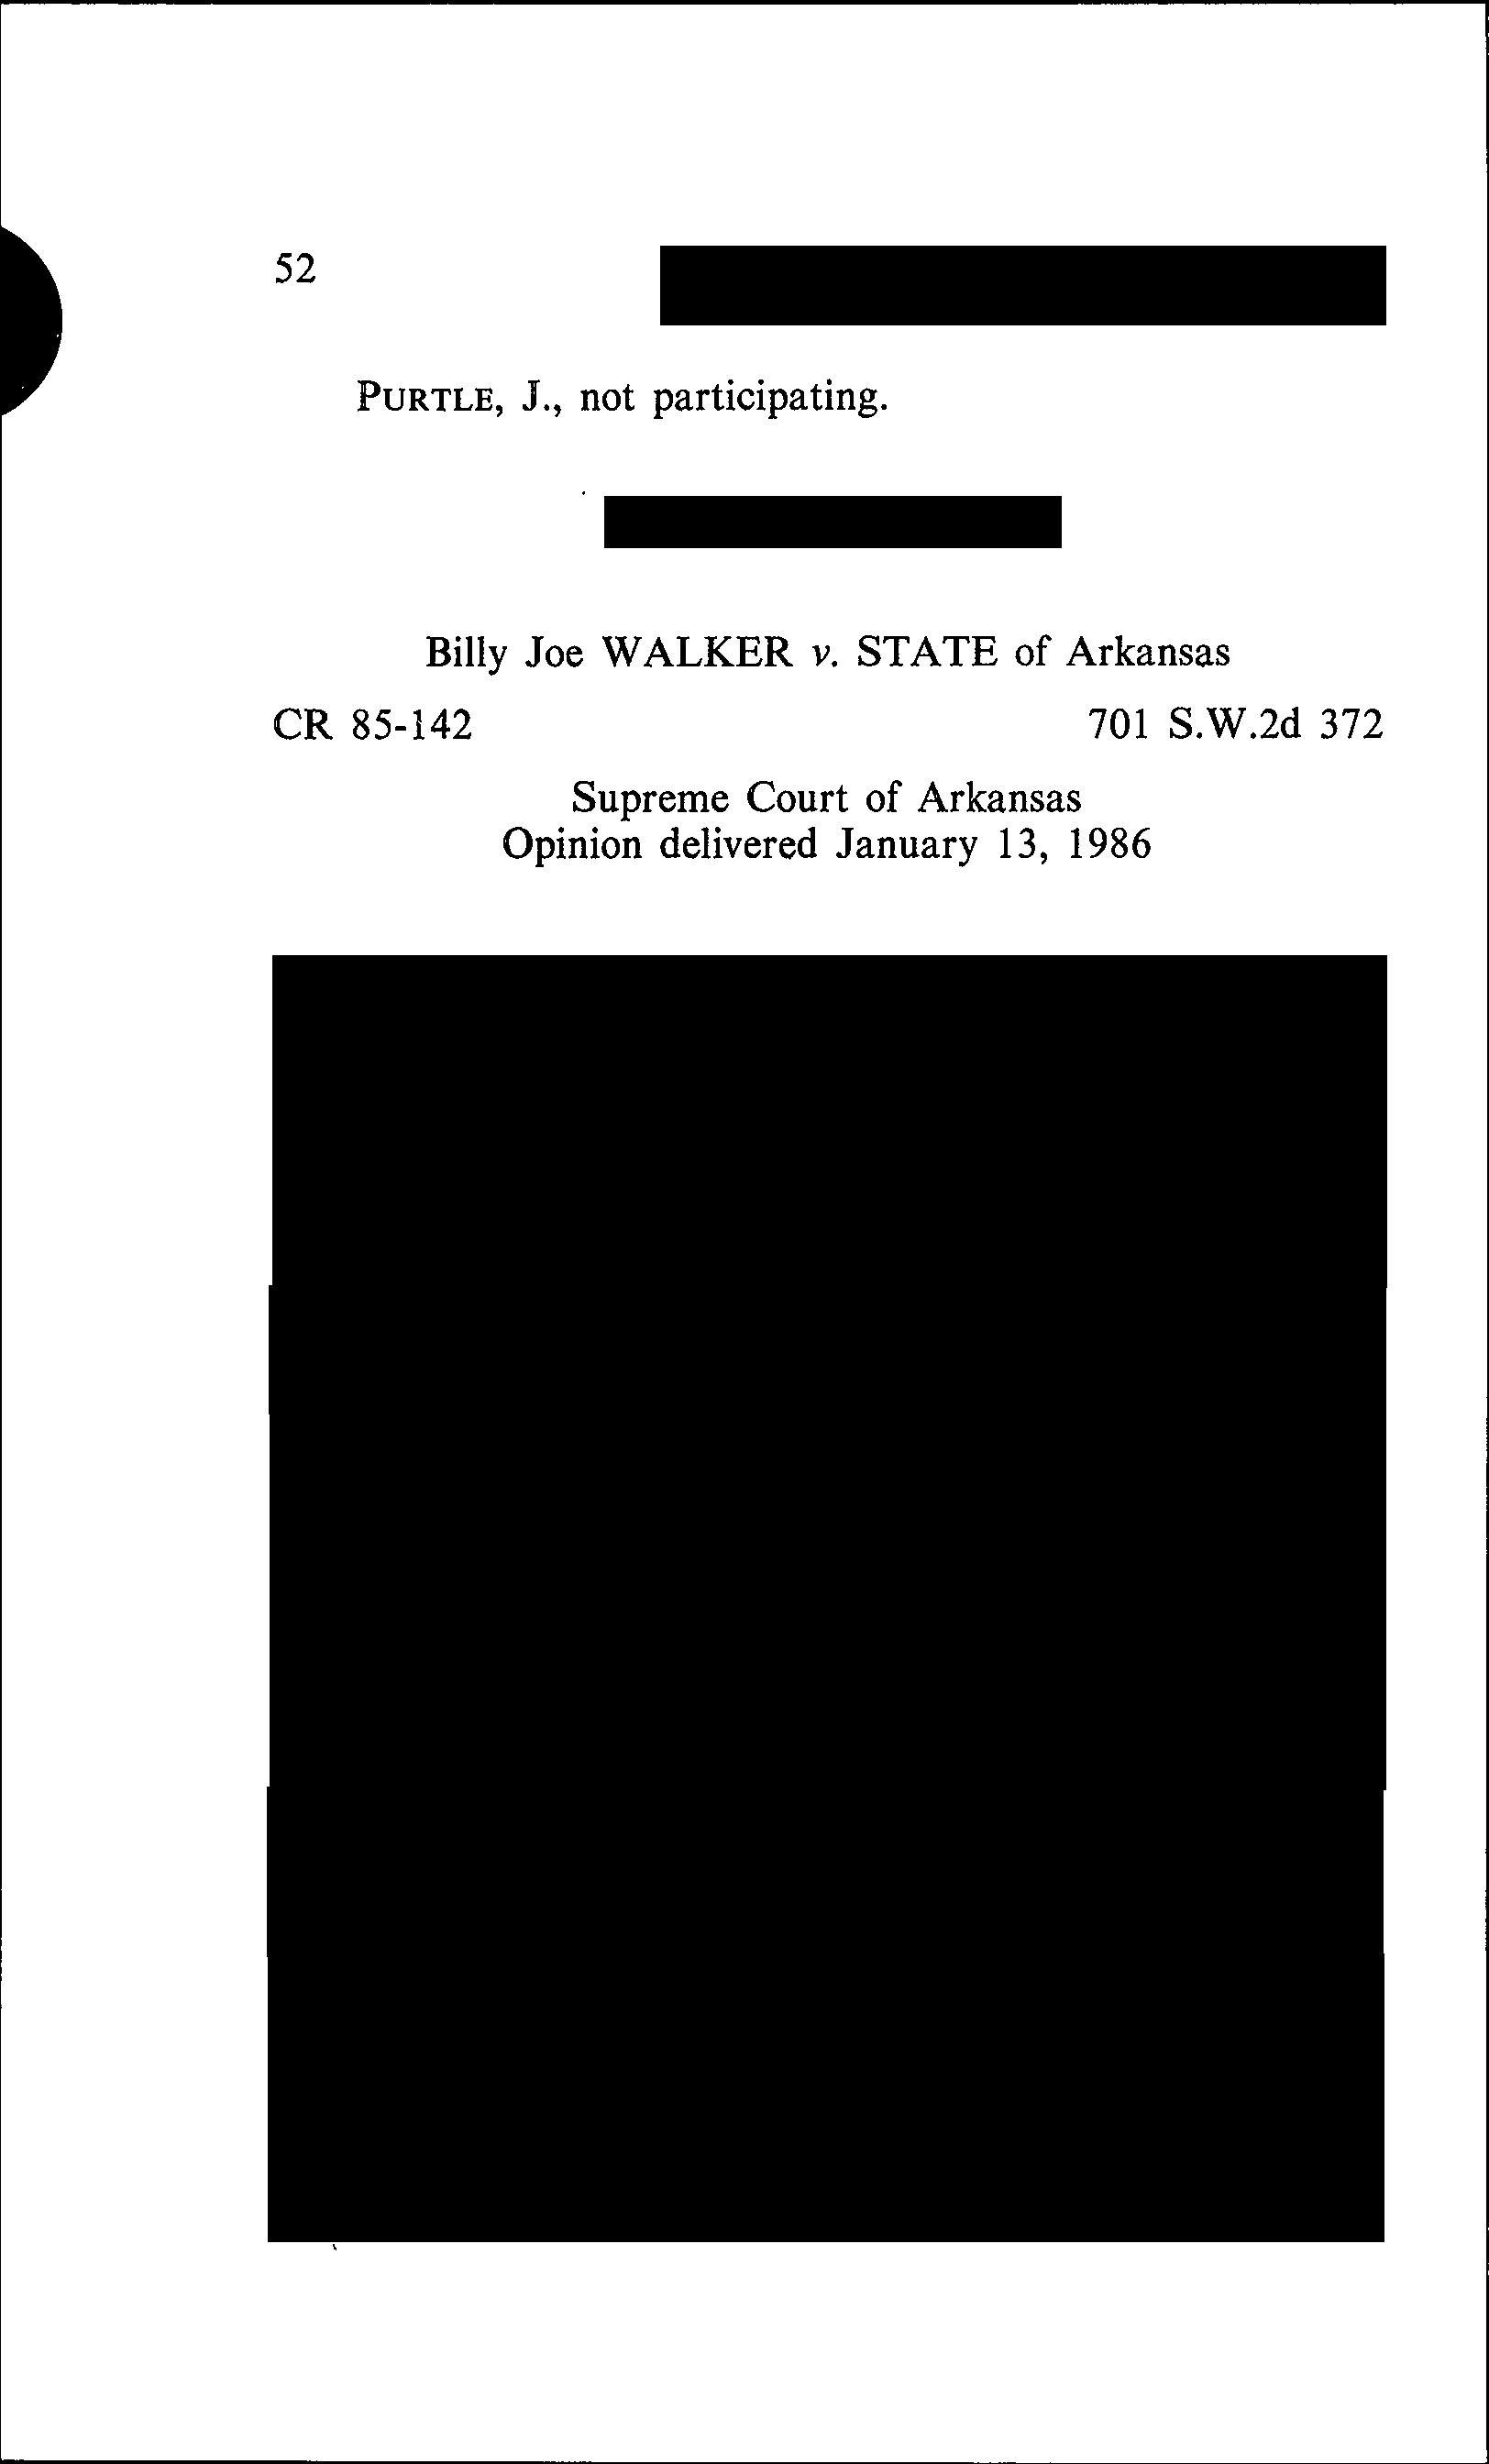 52
PURTLE, J., not participating.
Billy Joe WALKER v. STATE of Arkansas
CR 85-142 701 S.W.2d 372
Supreme Court of Arkansas
Opinion delivered January 13, 1986